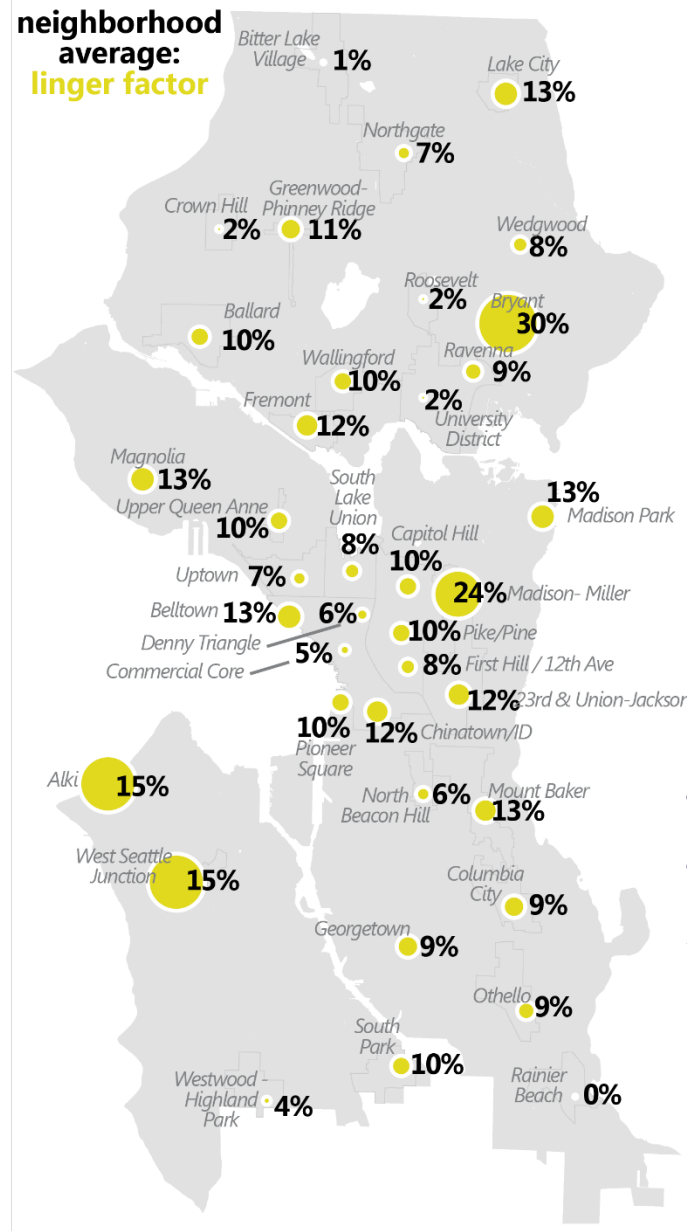 neighborhood
average:
linger factor
Bitter Lake
Village
1%
Lake City
13%
Northgate
7%
Crown Hill
2%
Greenwood-
Phinney Ridge
11%
Wedgwood
8%
Roosevelt
2%
Bryant
30%
Ballard
10%
Wallingford
10%
Ravenna
9%
Fremont
12%
2%
University
District
Magnolia
13%
Upper Queen Anne
10%
South
Lake
Union
8%
Capitol Hill
10%
13%
Madison Park
Uptown
7%
24%
Madison- Miller
Belltown
13%
6%
Denny Triangle
10%
Pike/Pine
5%
Commercial Core
8%
First Hill / 12th Ave
12%
23rd & Union-Jackson
10%
Pioneer
Square
12%
Chinatown/ID
Alki
15%
North
Beacon Hill
6%
Mount Baker
13%
West Seattle
Junction
15%
Columbia
City
9%
Georgetown
9%
Othello
9%
South
Park
10%
Westwood -
Highland
Park
4%
Rainier
Beach
0%